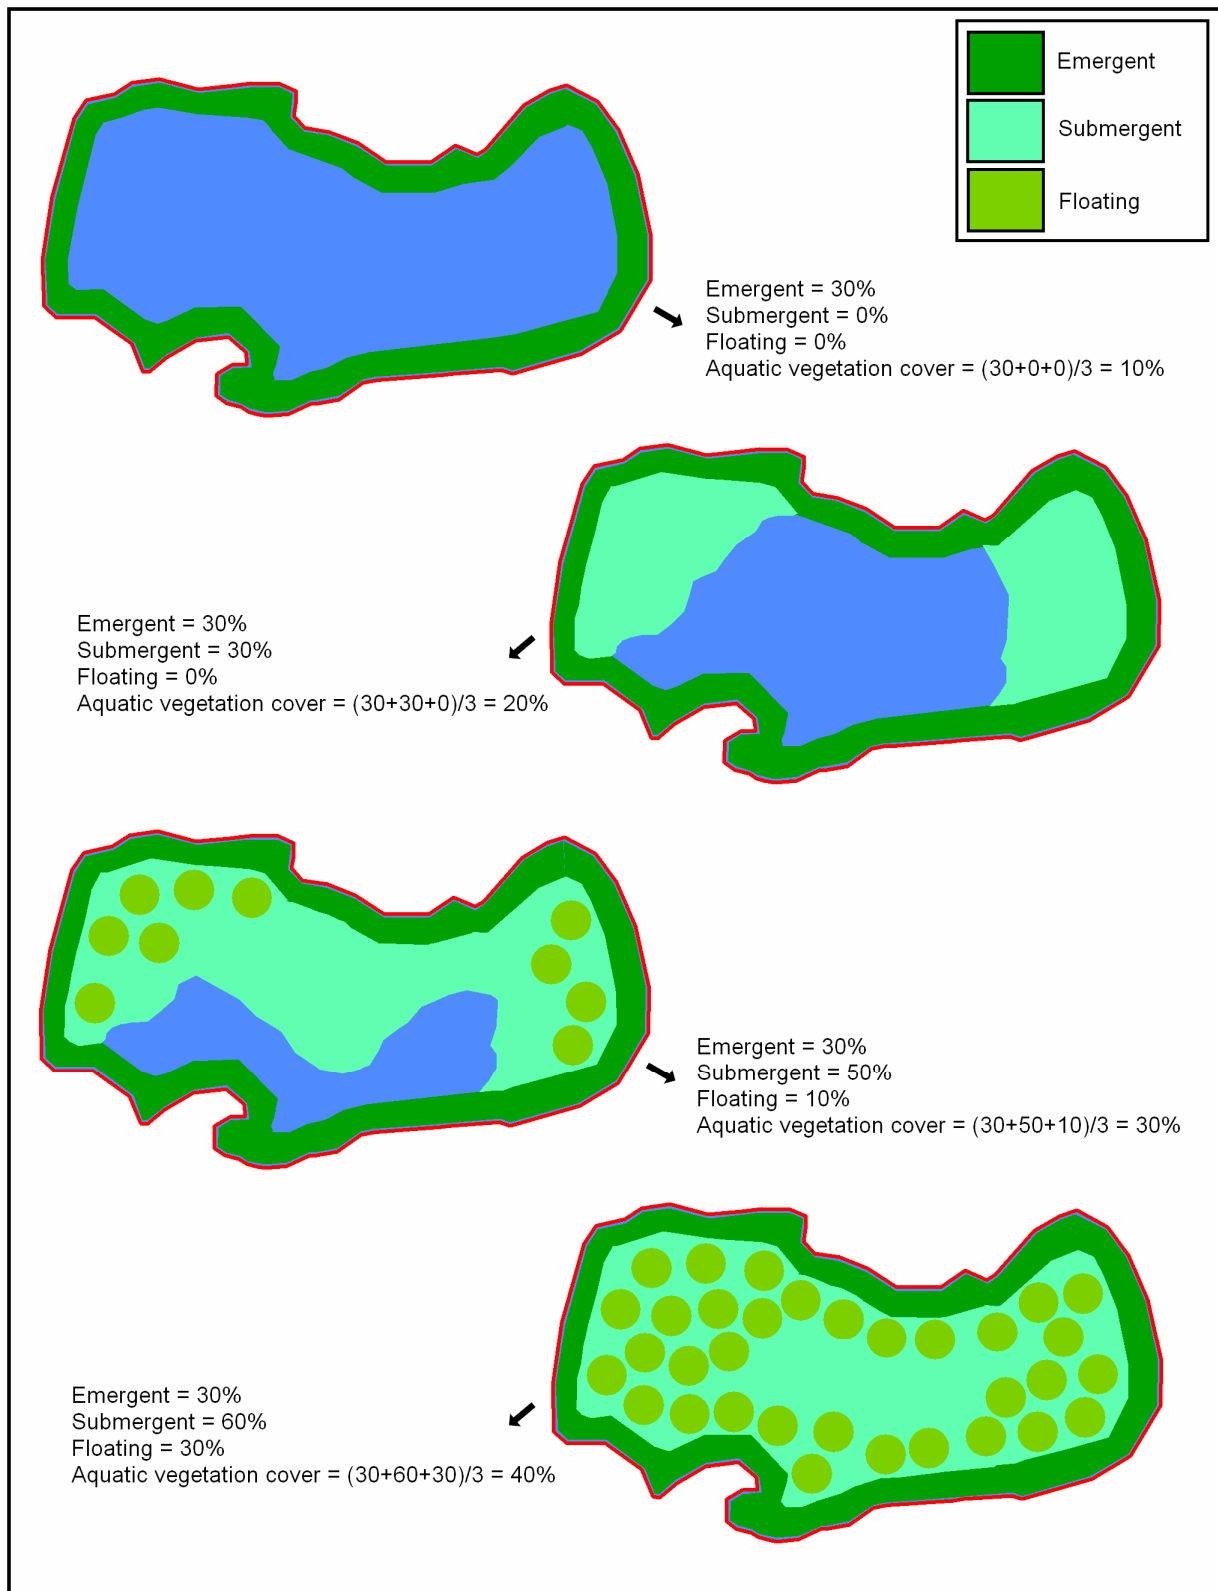 Emergent
Submergent
Floating
Emergent = 30%
Submergent = 0%
Floating = 0%
Aquatic vegetation cover = (30+0+0)/3 = 10%
Emergent = 30%
Submergent = 30%
Floating = 0%
Aquatic vegetation cover = (30+30+0)/3 = 20%
Emergent = 30%
Submergent = 50%
Floating = 10%
Aquatic vegetation cover = (30+50+10)/3 = 30%
Emergent = 30%
Submergent = 60%
Floating = 30%
Aquatic vegetation cover = (30+60+30)/3 = 40%